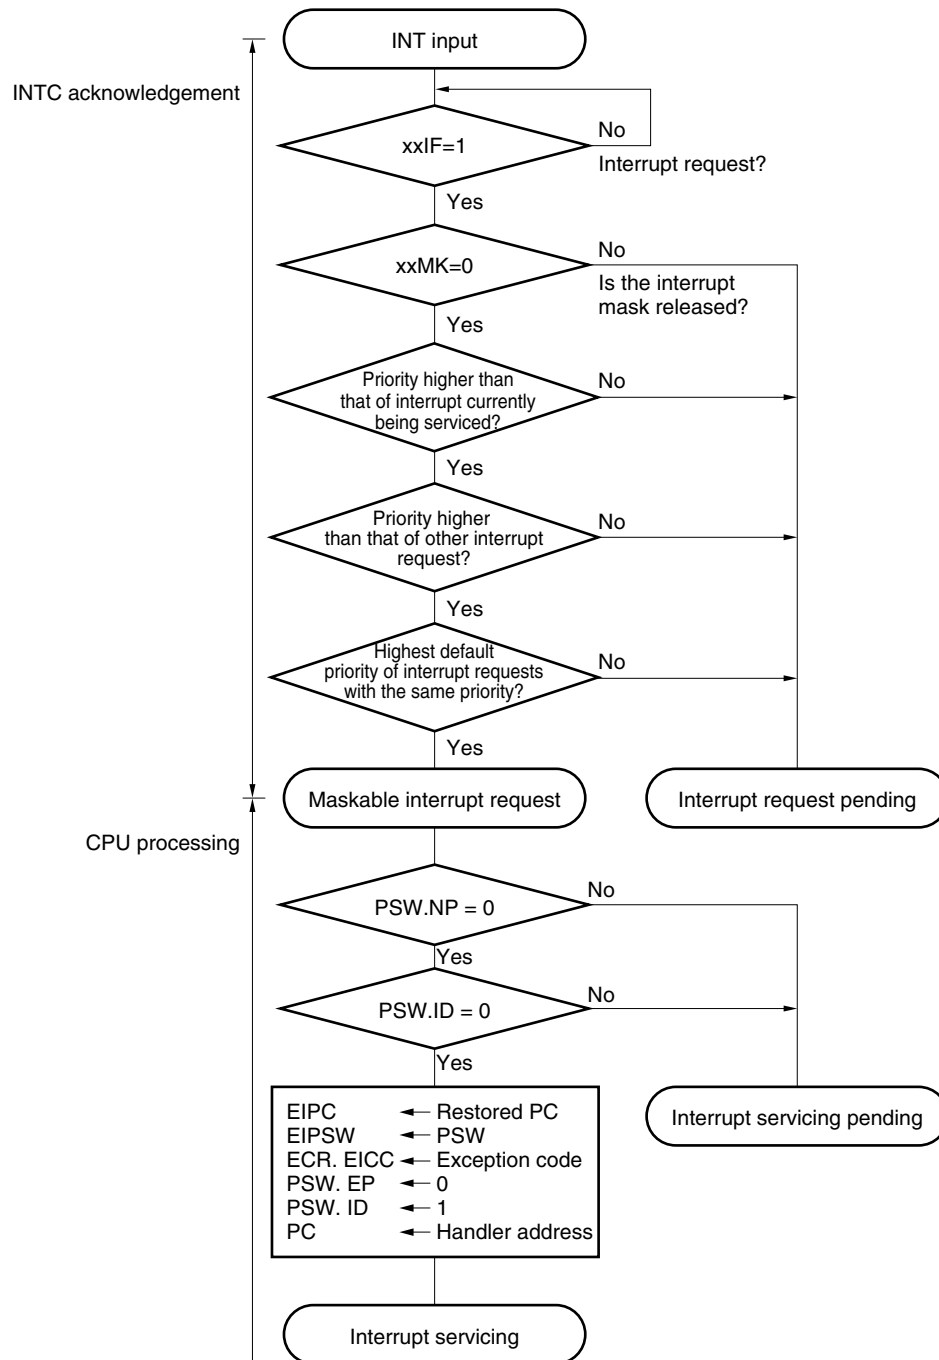 INT input
INTC acknowledgement
xxIF=1
No
Interrupt request?
Yes
xxMK=0
No
Is the interrupt
mask released?
Yes
Priority higher than
that of interrupt currently
being serviced?
No
Yes
Priority higher
than that of other interrupt
request?
No
Yes
Highest default
priority of interrupt requests
with the same priority?
No
Yes
Maskable interrupt request
Interrupt request pending
CPU processing
PSW.NP = 0
No
Yes
PSW.ID = 0
No
Yes
EIPC ← Restored PC
EIPSW ← PSW
ECR. EICC ← Exception code
PSW. EP ← 0
PSW. ID ← 1
PC ← Handler address
Interrupt servicing pending
Interrupt servicing